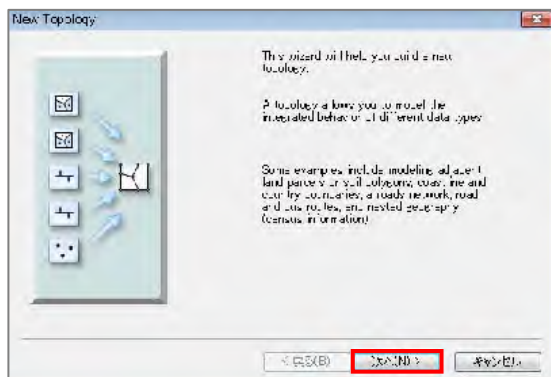 New Topology
This wizard will help you build a new
topology.
A topology allows you to model the
integrated behavior of different data types
Some examples include modeling adjacent
land parcels or soil polygons, coastline and
country boundaries, a roads network, road
and bus routes, and nested geography
(census information)
< 戻る(B)
次へ(N) >
キャンセル